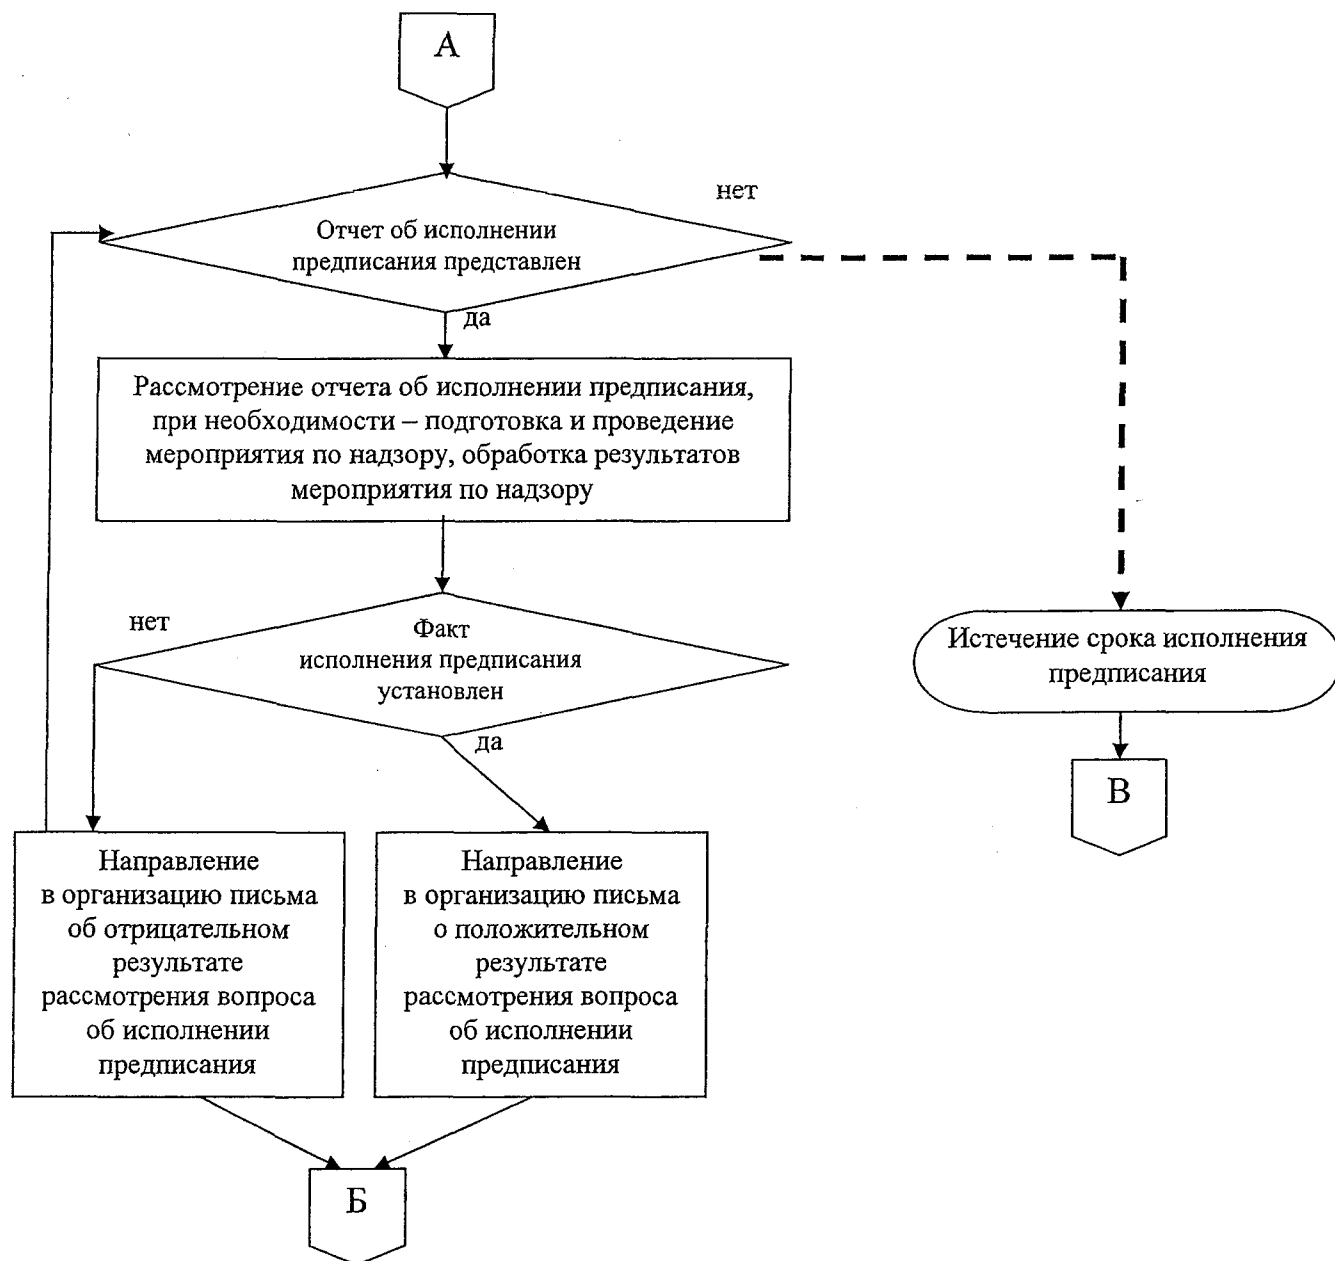 А
нет
Отчет об исполнении
предписания представлен
да
Рассмотрение отчета об исполнении предписания,
при необходимости – подготовка и проведение
мероприятия по надзору, обработка результатов
мероприятия по надзору
нет
Факт
исполнения предписания
установлен
да
Истечение срока исполнения
предписания
В
Направление
в организацию письма
об отрицательном
результате
рассмотрения вопроса
об исполнении
предписания
Направление
в организацию письма
о положительном
результате
рассмотрения вопроса
об исполнении
предписания
Б